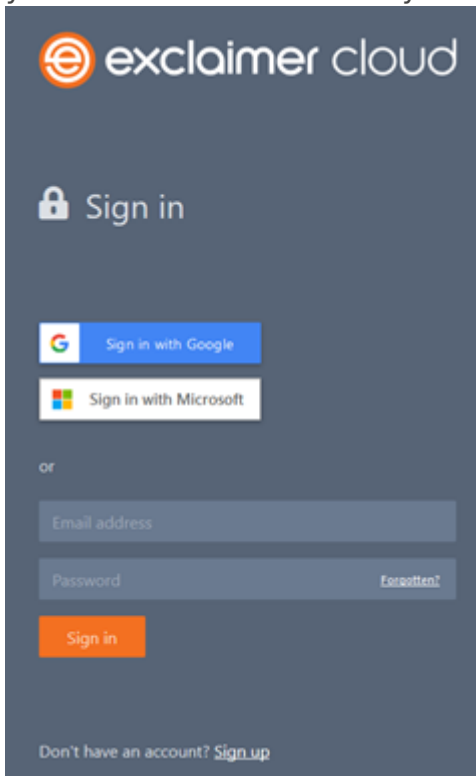 exclaimer cloud
Sign in
Sign in with Google
Sign in with Microsoft
or
Email address
Password Forgotten?
Sign in
Don't have an account? Sign up